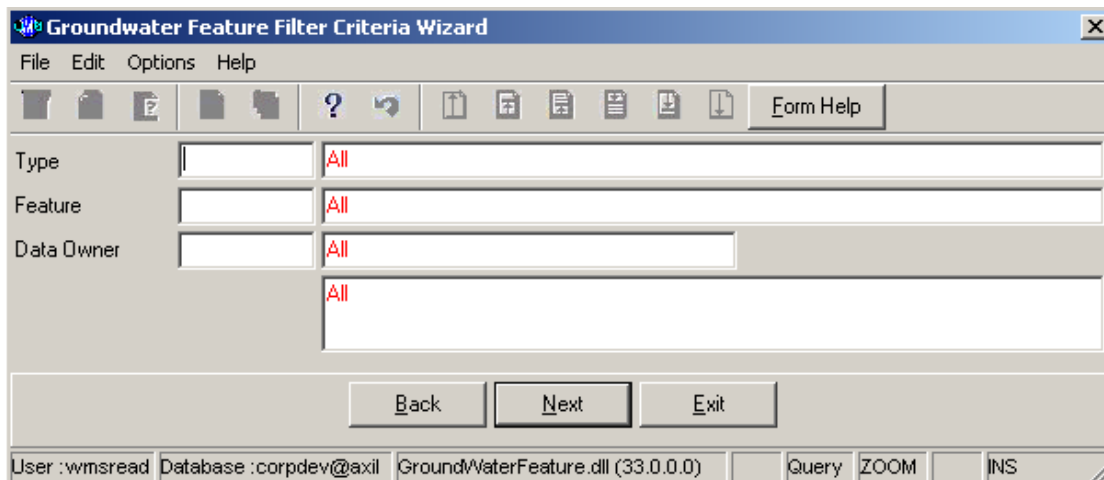 Groundwater Feature Filter Criteria Wizard
File Edit Options Help
Form Help
Type All
Feature All
Data Owner All
All
Back Next Exit
User :wmsread Database :corpdev@axil GroundWaterFeature.dll (33.0.0.0) Query ZOOM INS